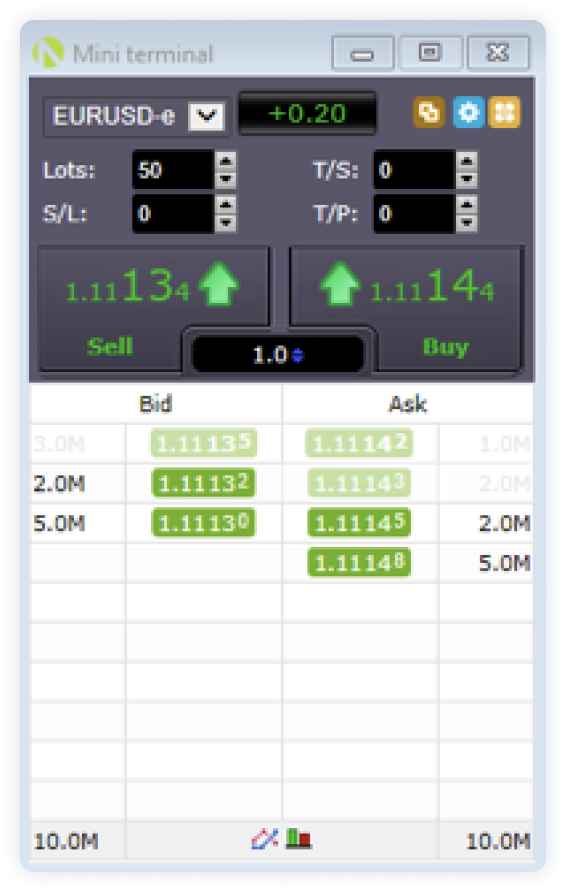 Mini terminal
EURUSD-e +0.20
Lots: 50 T/S: 0
S/L: 0 T/P: 0
1.11134 1.11144
Sell 1.0 Buy
Bid Ask
3.0M 1.11135 1.11142 1.0M
2.0M 1.11132 1.11143 2.0M
5.0M 1.11130 1.11145 2.0M
1.11148 5.0M
10.0M 10.0M